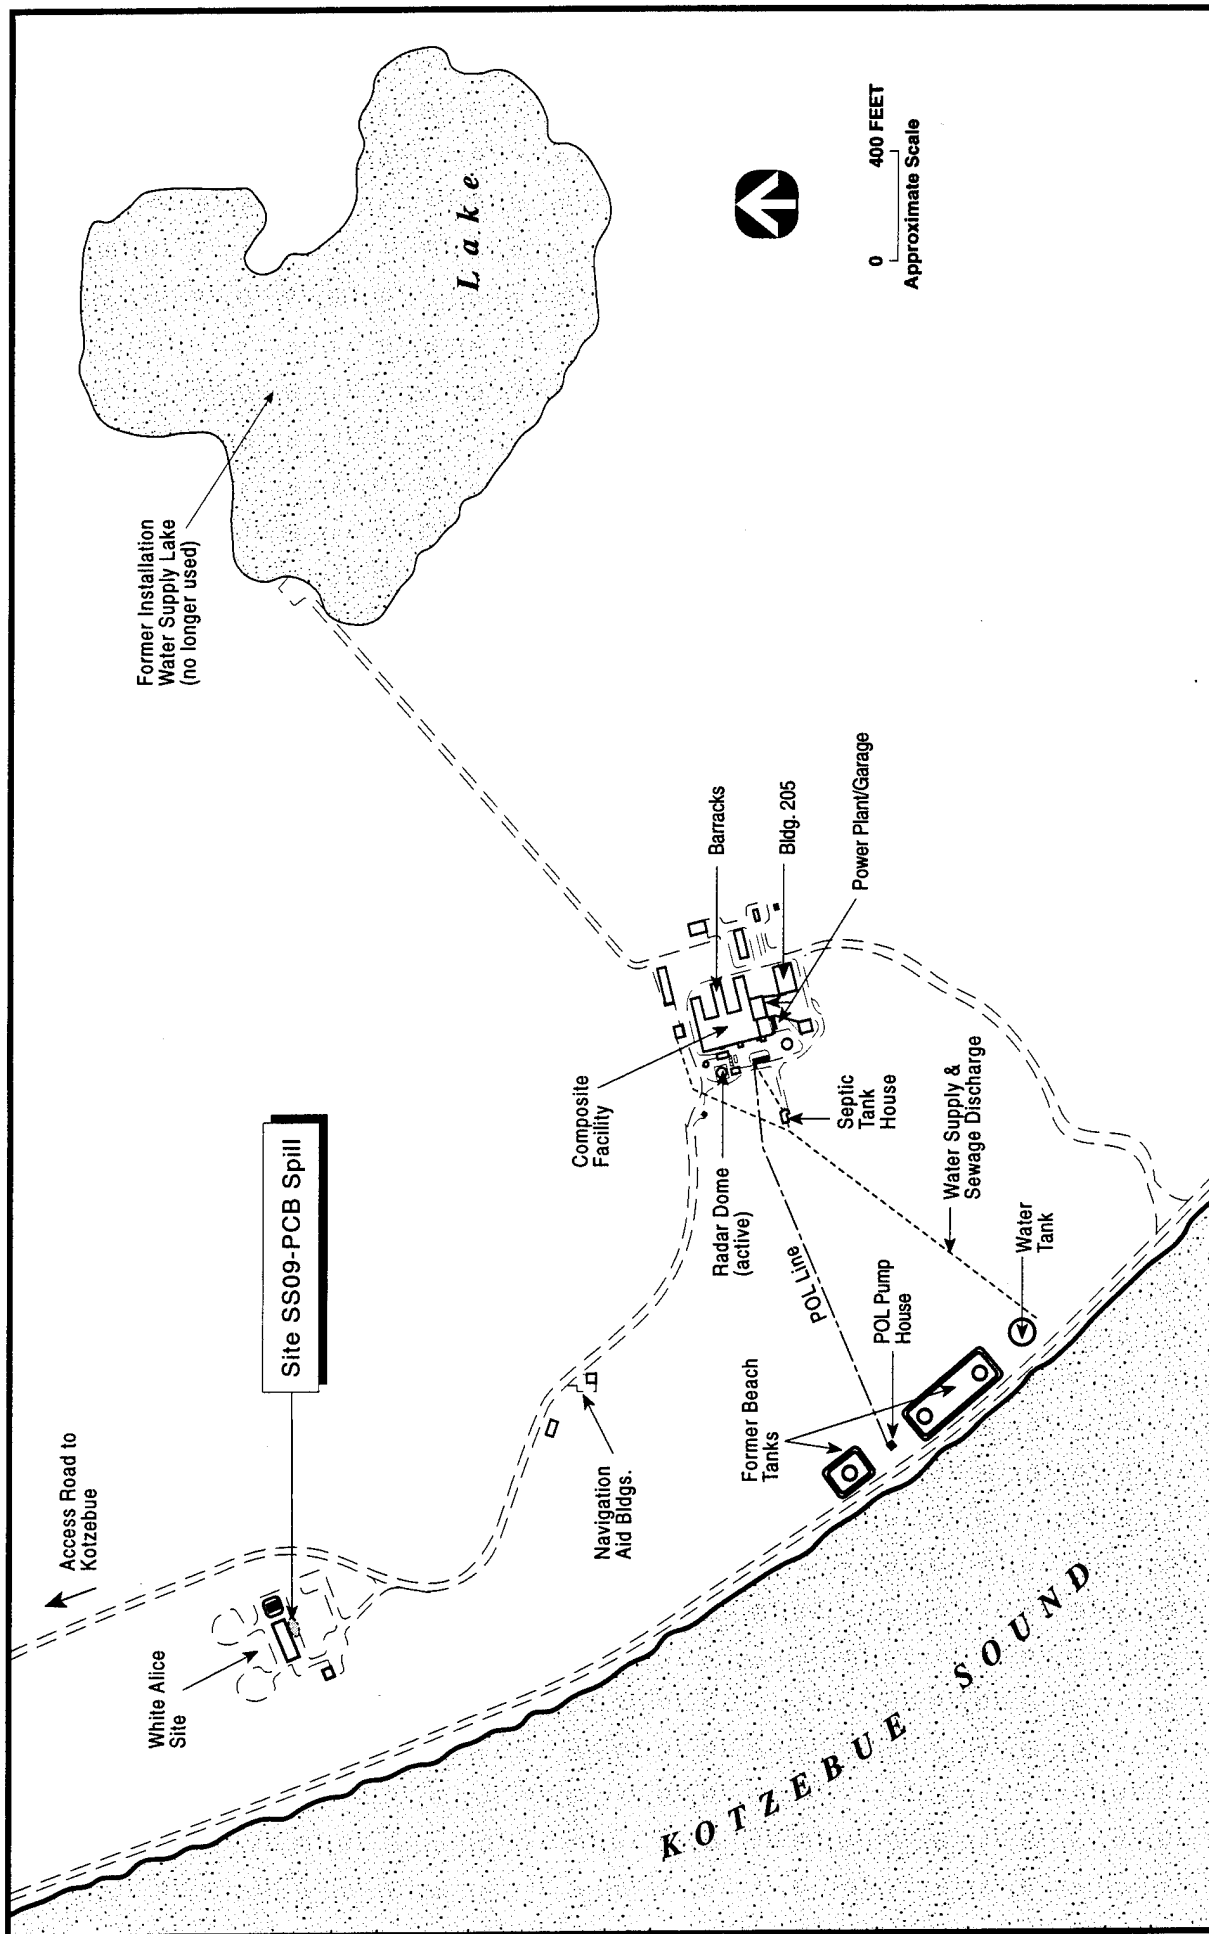 Access Road to
Kotzebue
White Alice
Site
Site SS09-PCB Spill
Former Installation
Water Supply Lake
(no longer used)
Lake
Navigation
Aid Bldgs.
Composite
Facility
Barracks
Bldg. 205
Power Plant/Garage
Radar Dome
(active)
Septic
Tank
House
POL Line
Former Beach
Tanks
POL Pump
House
Water Supply &
Sewage Discharge
Water
Tank
KOTZEBUE SOUND
0 400 FEET
Approximate Scale